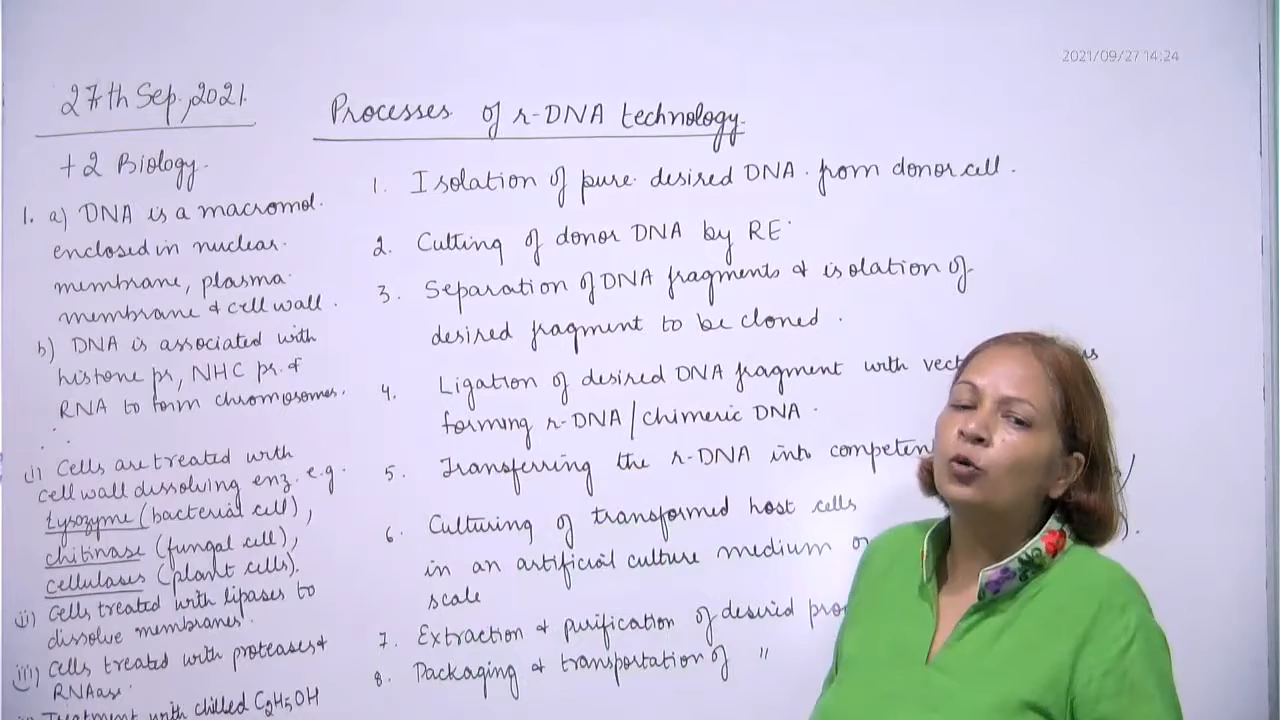 2021/09/27 14:24
27th Sep., 2021.
+2 Biology.
1. a) DNA is a macromol.
enclosed in nuclear
membrane, plasma
membrane & cell wall.
b) DNA is associated with
histone pr, NHC pr. &
RNA to form chromosomes.
∴
i) Cells are treated with
cell wall dissolving enz. e.g.
Lysozyme (bacterial cell),
chitinase (fungal cell),
cellulases (plant cells).
ii) Cells treated with lipases to
dissolve membranes.
iii) Cells treated with proteases &
RNAase.
Treatment with chilled C2H5OH
Processes of r-DNA technology.
1. Isolation of pure desired DNA from donor cell.
2. Cutting of donor DNA by RE
3. Separation of DNA fragments & isolation of
desired fragment to be cloned.
4. Ligation of desired DNA fragment with
forming r-DNA/chimeric DNA.
5. Transferring the r-DNA into
6. Culturing of transformed host cells
in an artificial culture medium
scale
7. Extraction & purification of desired
8. Packaging & transportation of "